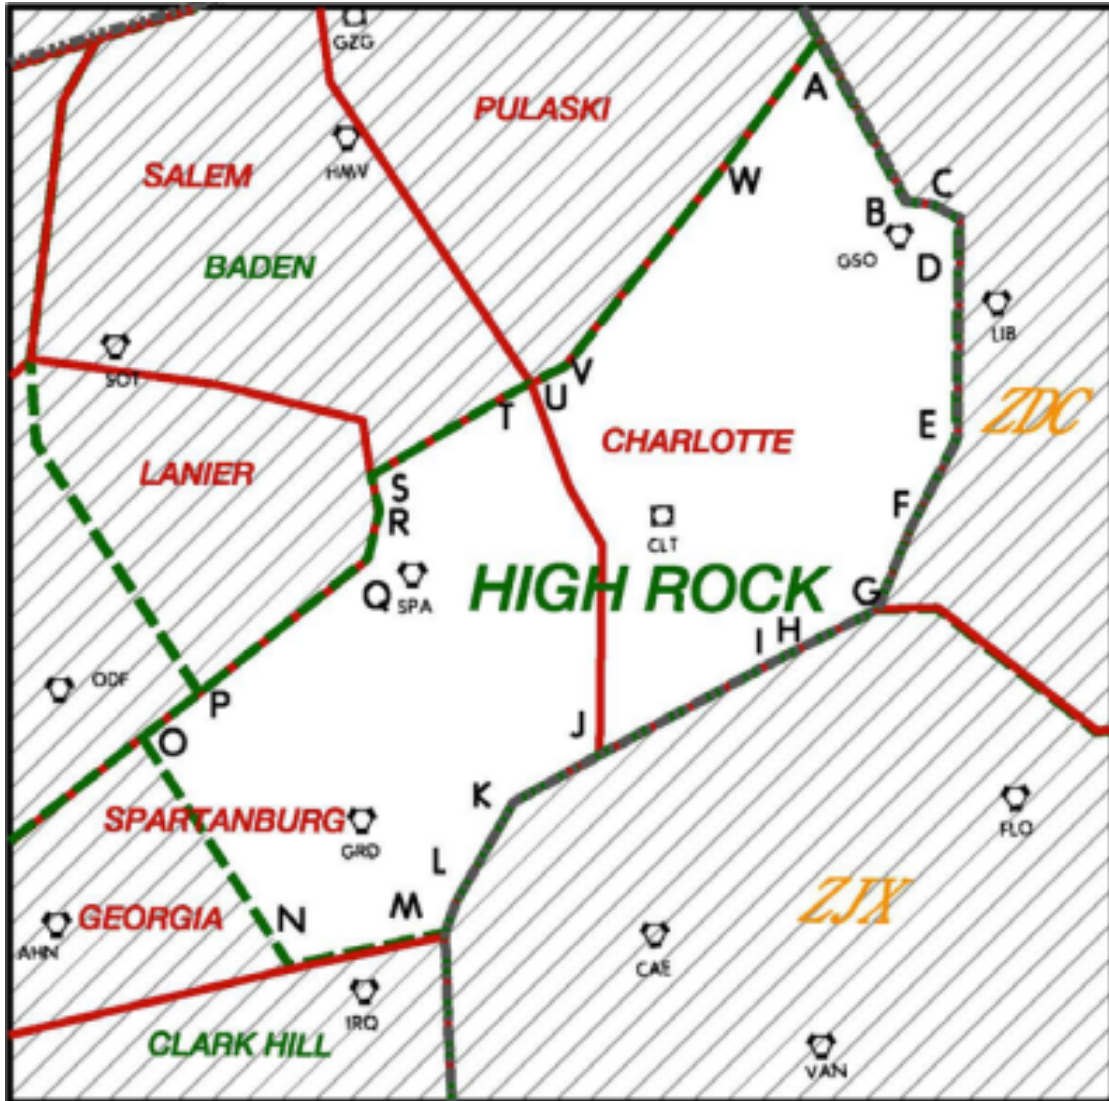 GZG
A
PULASKI
HMV
SALEM
W
C
B
BADEN
GSO
D
LIB
SOT
V
U
T
E
ZDC
CHARLOTTE
LANIER
S
F
R
CLT
Q
SPA
HIGH ROCK
G
H
I
ODF
P
J
O
K
SPARTANBURG
GRD
FLO
L
M
N
ZJX
GEORGIA
AHN
CAE
IRQ
CLARK HILL
VAN